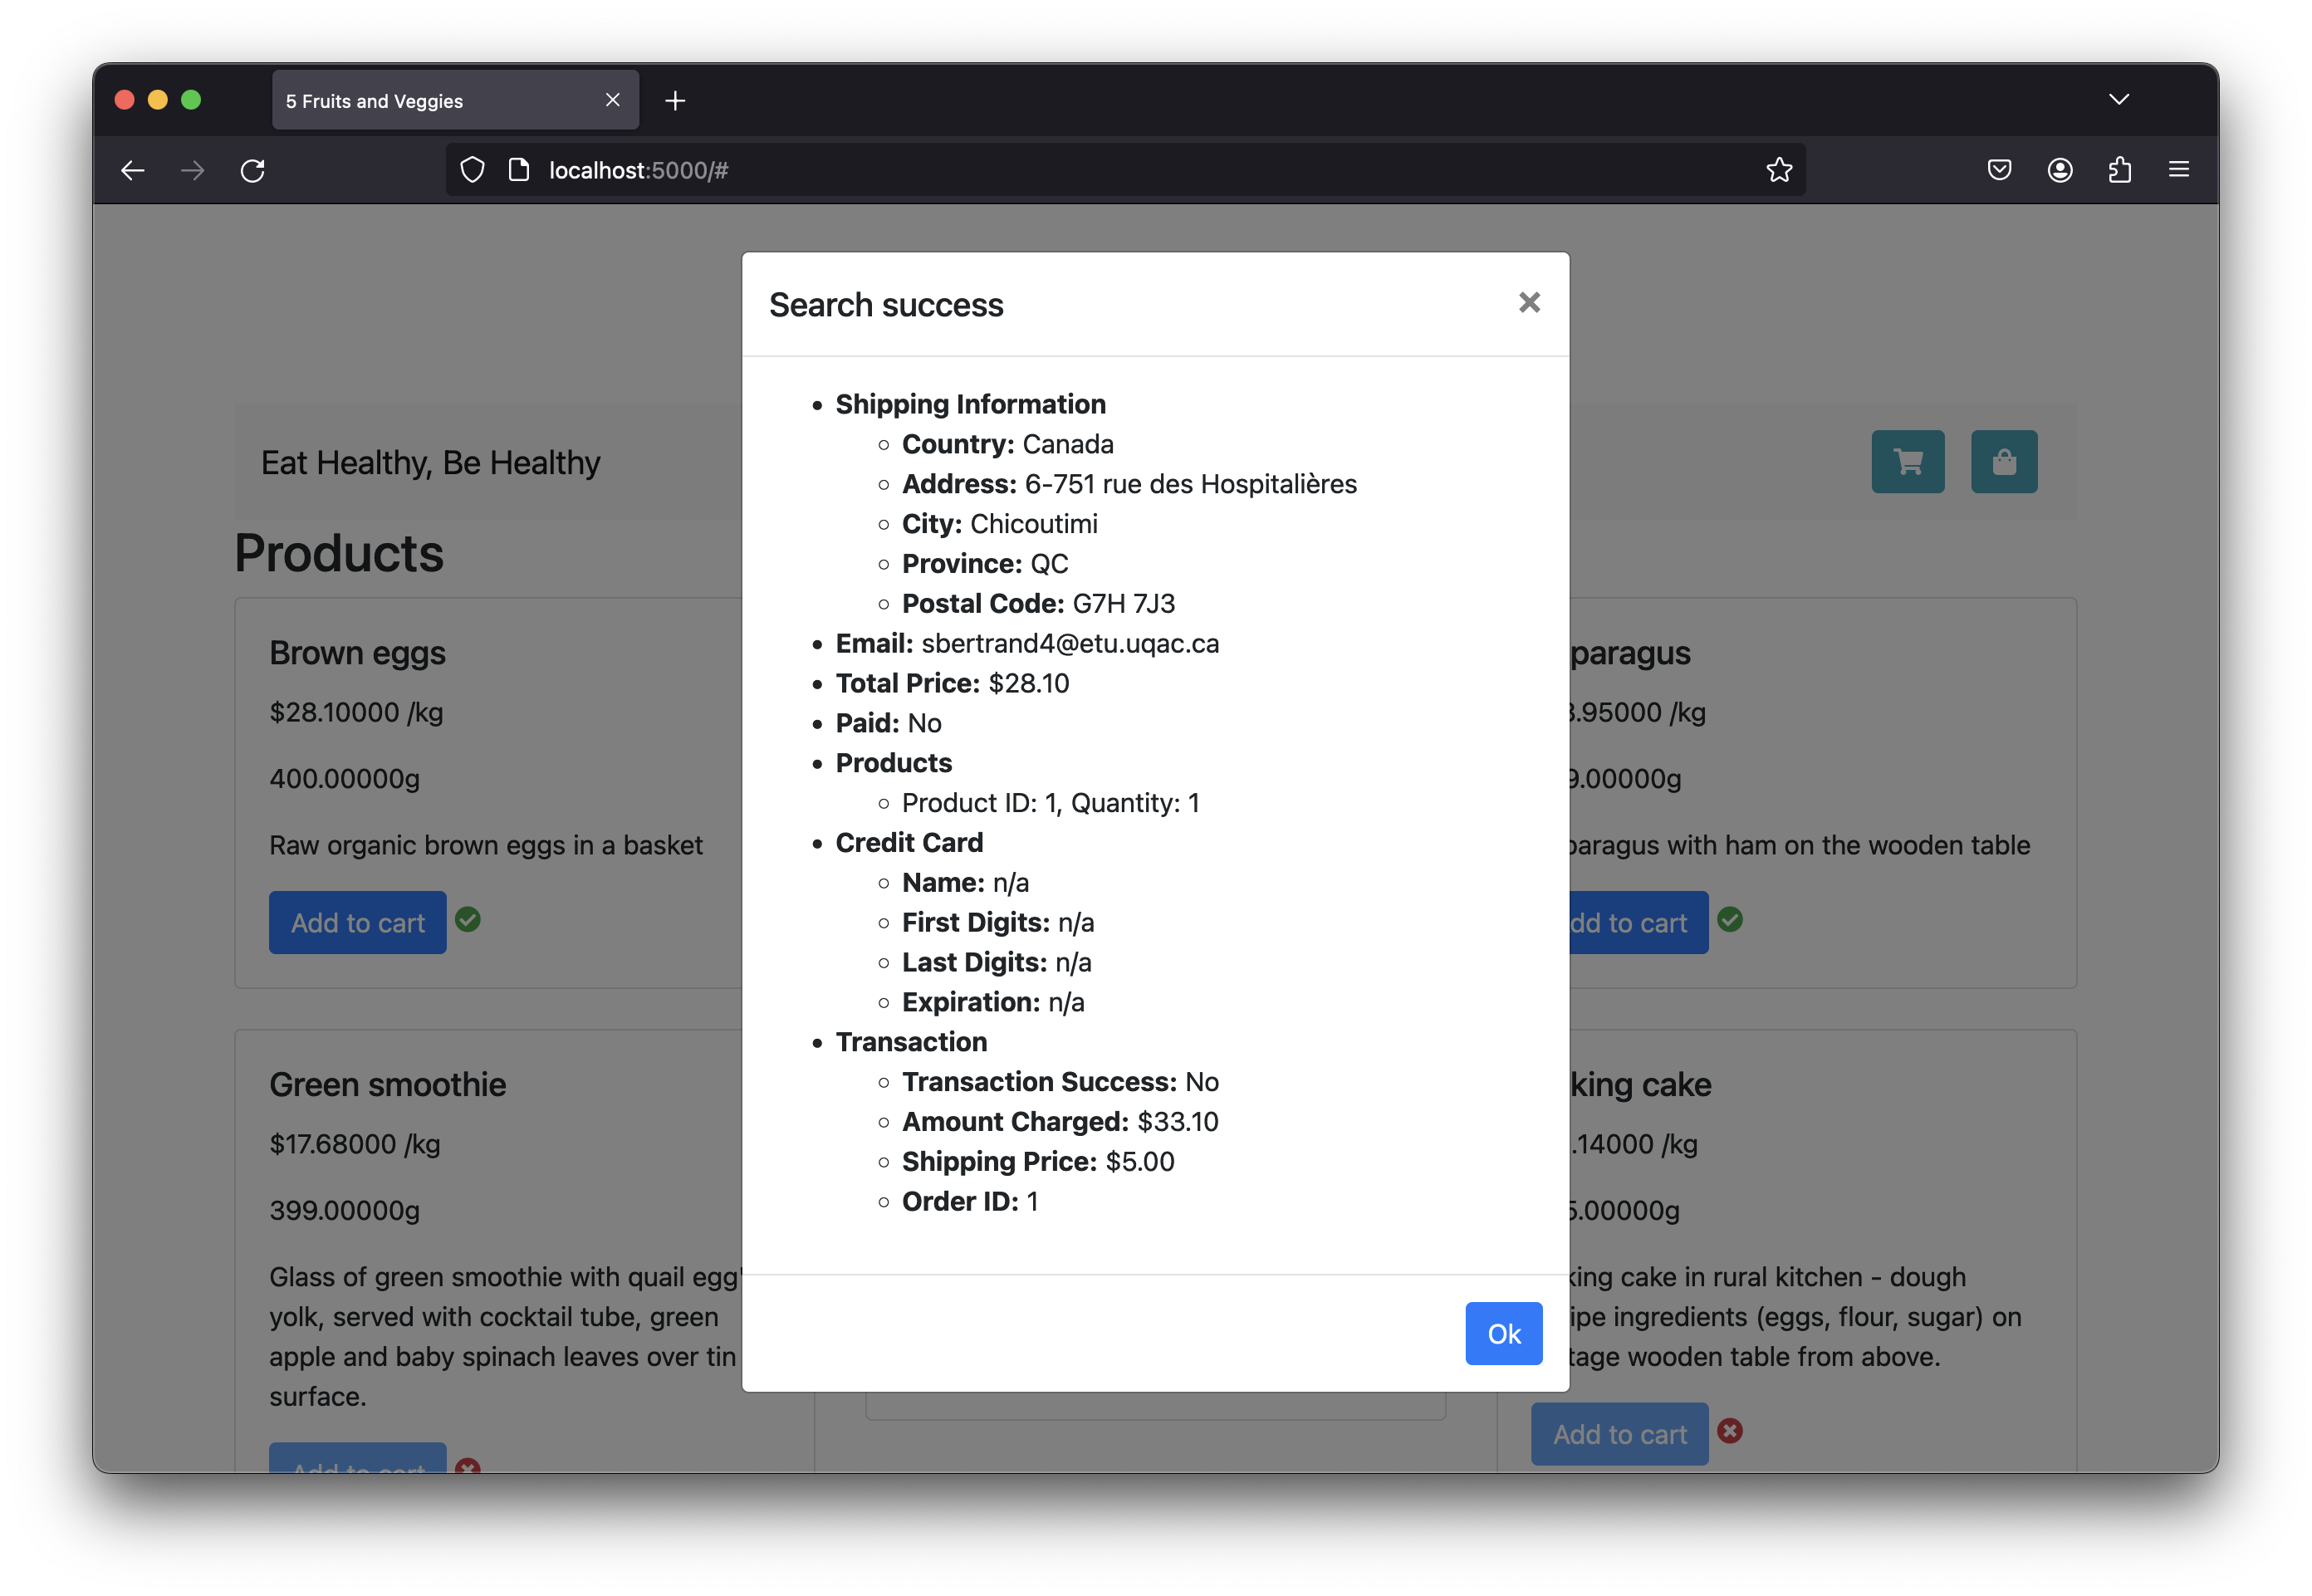 5 Fruits and Veggies
localhost:5000/#
Search success
Shipping Information
Country: Canada
Address: 6-751 rue des Hospitalières
City: Chicoutimi
Province: QC
Postal Code: G7H 7J3
Email: sbertrand4@etu.uqac.ca
Total Price: $28.10
Paid: No
Products
Product ID: 1, Quantity: 1
Credit Card
Name: n/a
First Digits: n/a
Last Digits: n/a
Expiration: n/a
Transaction
Transaction Success: No
Amount Charged: $33.10
Shipping Price: $5.00
Order ID: 1
Ok
Eat Healthy, Be Healthy
Products
Brown eggs
$28.10000 /kg
400.00000g
Raw organic brown eggs in a basket
Add to cart
paragus
.95000 /kg
9.00000g
paragus with ham on the wooden table
dd to cart
Green smoothie
$17.68000 /kg
399.00000g
Glass of green smoothie with quail egg'
yolk, served with cocktail tube, green
apple and baby spinach leaves over tin
surface.
Add to cart
king cake
.14000 /kg
5.00000g
king cake in rural kitchen - dough
ipe ingredients (eggs, flour, sugar) on
tage wooden table from above.
Add to cart